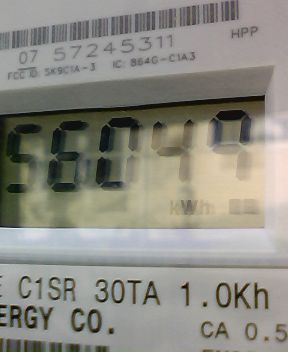 07 57245311
HPP
FCC ID: SK9C1A-3 IC: 864G-C1A3
56049
kWh
E C1SR 30TA 1.0Kh
ERGY CO.
CA 0.5